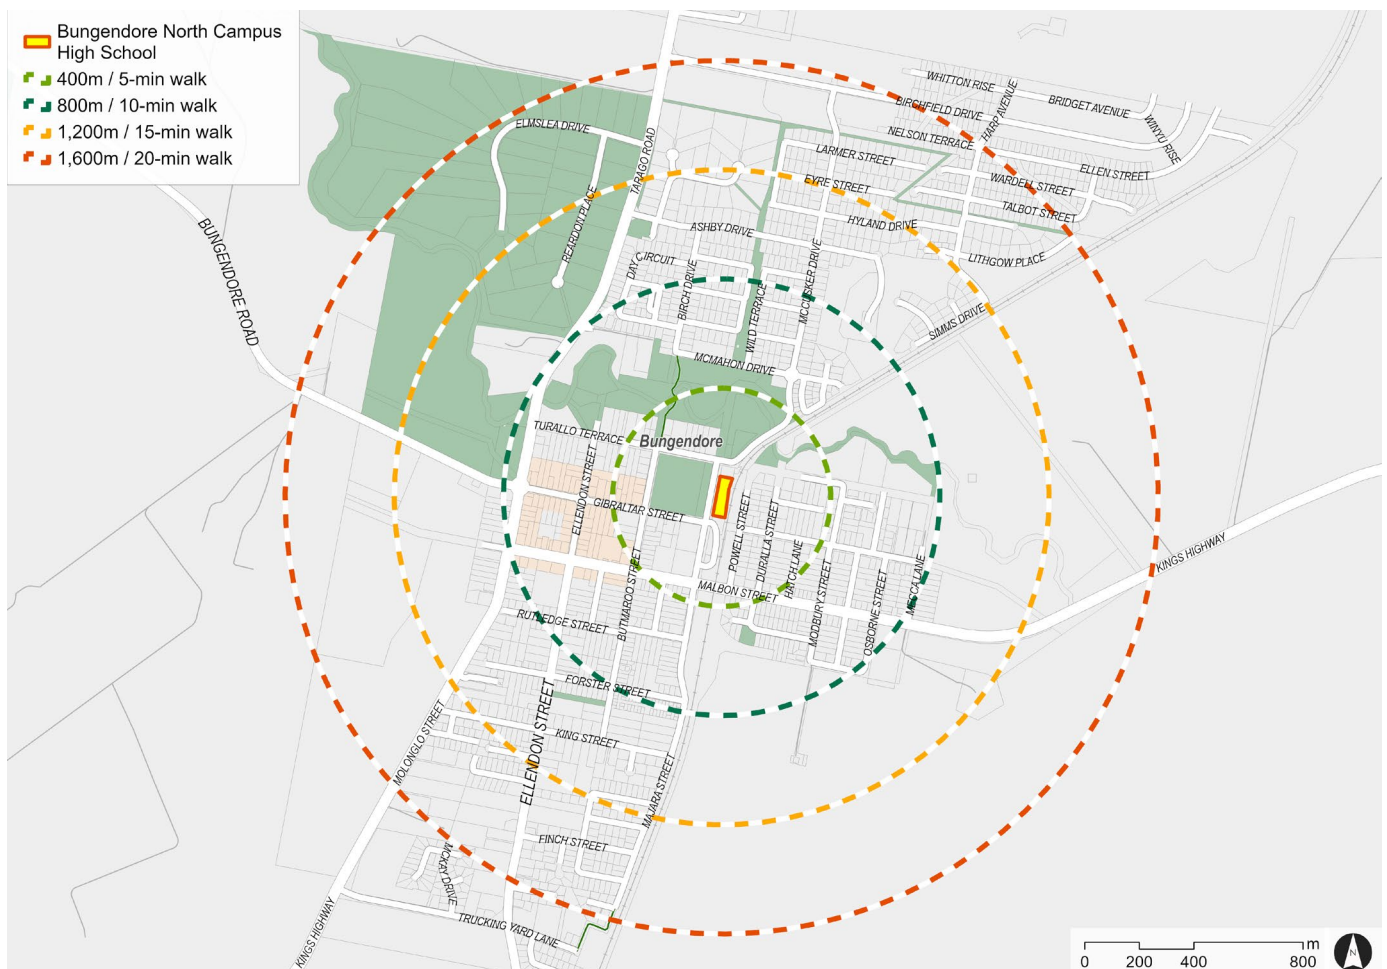 Bungendore North Campus
High School
400m / 5-min walk
800m / 10-min walk
1,200m / 15-min walk
1,600m / 20-min walk
WHITTON RISE
BRIDGET AVENUE
BIRCHFIELD DRIVE
HARP AVENUE
WINYU RISE
NELSON TERRACE
ELMSLEA DRIVE
TARAGO ROAD
LARMER STREET
ELLEN STREET
WARDELL STREET
EYRE STREET
TALBOT STREET
REARDON PLACE
HYLAND DRIVE
ASHBY DRIVE
LITHGOW PLACE
BUNGENDORE ROAD
DAY CIRCUIT
BIRCH DRIVE
MCCUSKER DRIVE
WILD TERRACE
SIMMS DRIVE
MCMAHON DRIVE
TURALLO TERRACE
Bungendore
ELLENDON STREET
GIBRALTAR STREET
POWELL STREET
DURALLA STREET
HATCH LANE
KINGS HIGHWAY
MALBON STREET
BUTMAROO STREET
MODBURY STREET
OSBORNE STREET
MECCA LANE
RUTLEDGE STREET
FORSTER STREET
ELLENDON STREET
MOLONGLO STREET
KING STREET
MAJARA STREET
FINCH STREET
MCKAY DRIVE
TRUCKING YARD LANE
KINGS HIGHWAY
m
0 200 400 800
N